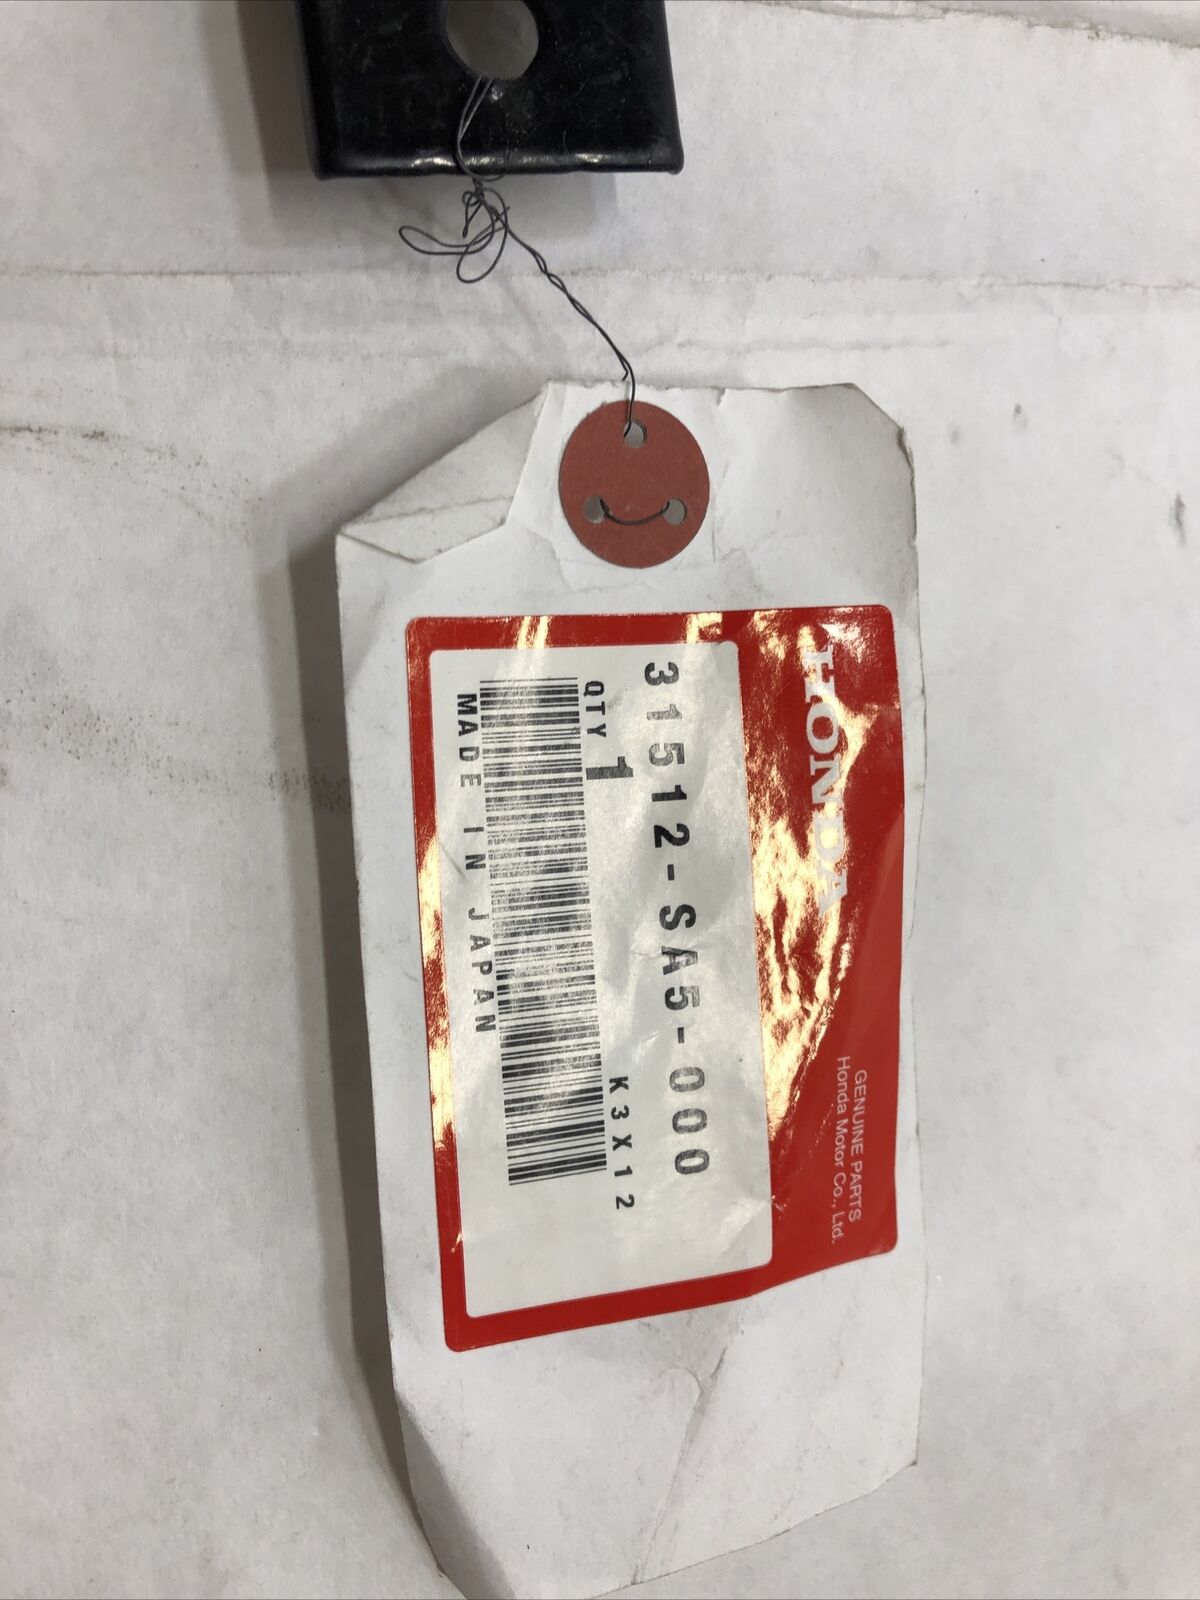 HONDA
GENUINE PARTS
Honda Motor Co., Ltd.
31512-SA5-000
QTY 1 K3X12
MADE IN JAPAN